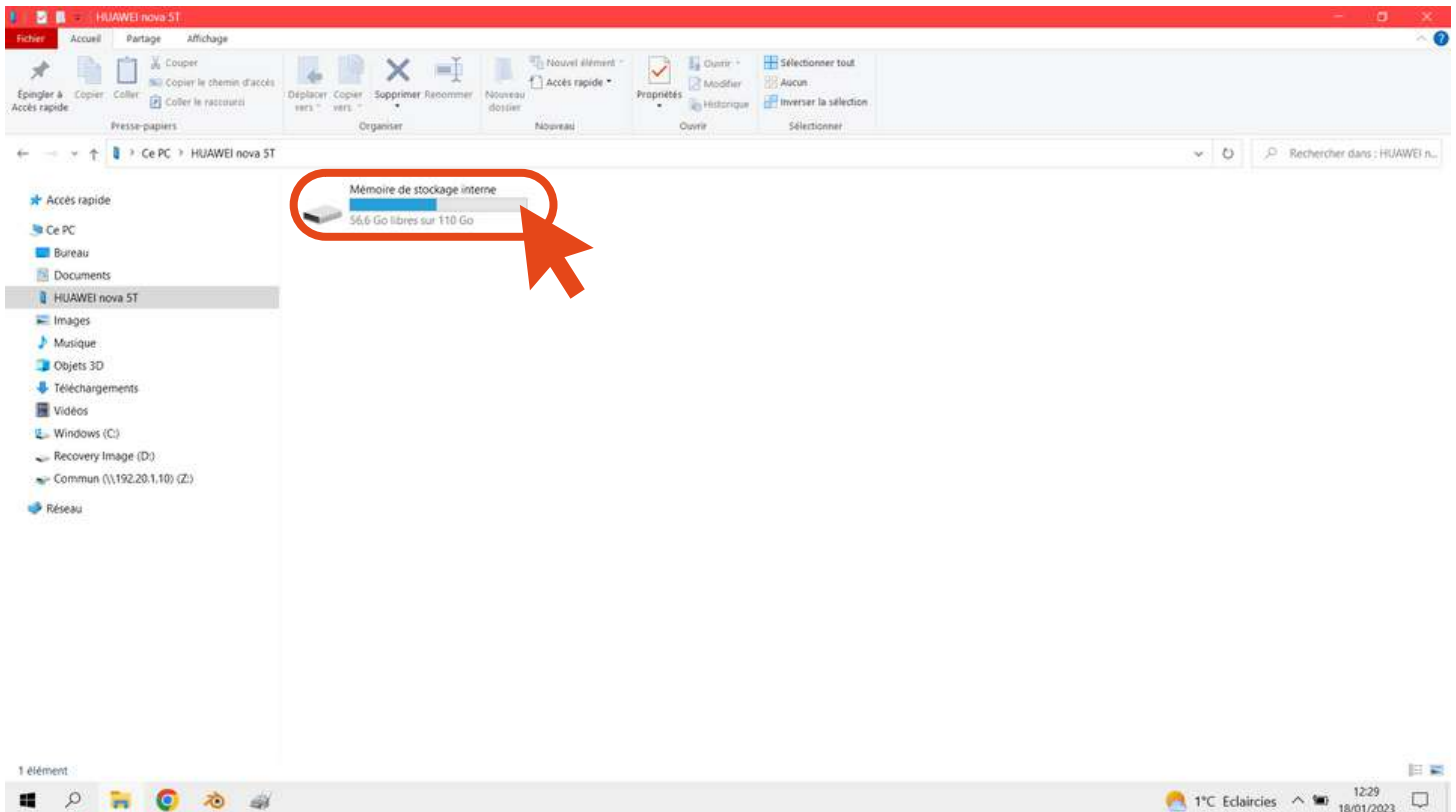 HUAWEI nova 5T
Fichier Accueil Partage Affichage
Épingler à Accès rapide
Copier
Coller
Couper
Copier le chemin d'accès
Coller le raccourci
Déplacer vers
Copier vers
Supprimer
Renommer
Nouveau dossier
Nouvel élément
Accès rapide
Propriétés
Ouvrir
Modifier
Historique
Sélectionner tout
Aucun
Inverser la sélection
Presse-papiers Organiser Nouveau Ouvrir Sélectionner
Ce PC > HUAWEI nova 5T
Rechercher dans : HUAWEI n...
Accès rapide
Ce PC
Bureau
Documents
HUAWEI nova 5T
Images
Musique
Objets 3D
Téléchargements
Vidéos
Windows (C:)
Recovery Image (D:)
Commun (\\192.20.1.10) (Z:)
Réseau
Mémoire de stockage interne
56,6 Go libres sur 110 Go
1 élément
1°C Eclaircies
12:29
18/01/2023